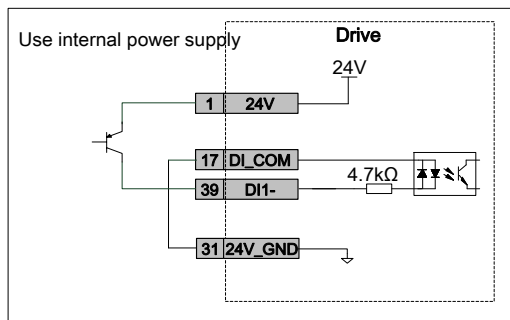 Use internal power supply
Drive
24V
1 24V
17 DI_COM
39 DI1-
4.7kΩ
31 24V_GND